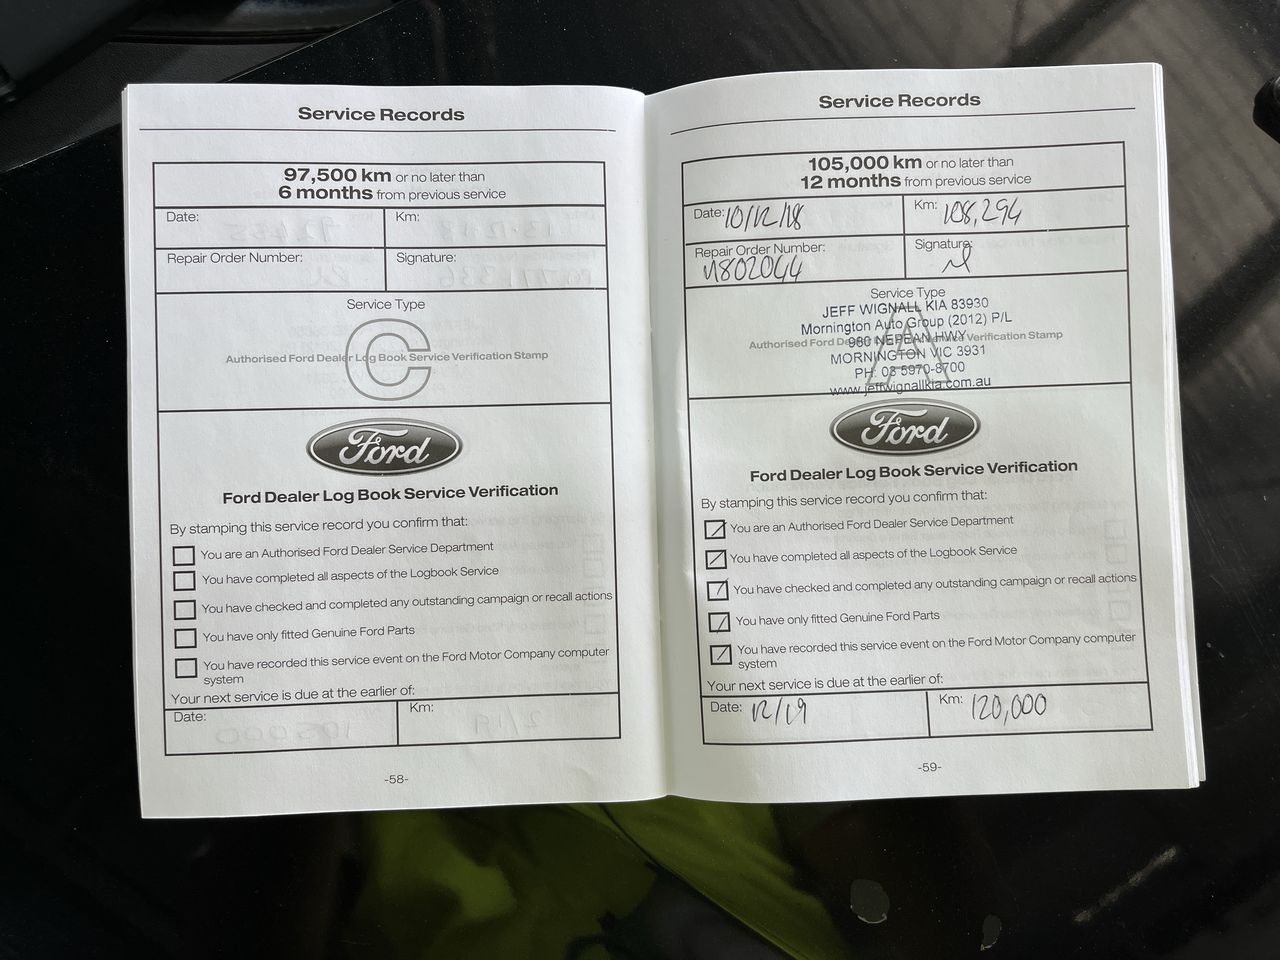 Service Records
97,500 km or no later than
6 months from previous service
Date:
Km:
Repair Order Number:
Signature:
Service Type
C
Authorised Ford Dealer Log Book Service Verification Stamp
Ford
Ford Dealer Log Book Service Verification
By stamping this service record you confirm that:
You are an Authorised Ford Dealer Service Department
You have completed all aspects of the Logbook Service
You have checked and completed any outstanding campaign or recall actions
You have only fitted Genuine Ford Parts
You have recorded this service event on the Ford Motor Company computer
system
Your next service is due at the earlier of:
Date:
Km:
-58-
Service Records
105,000 km or no later than
12 months from previous service
Date: 10/12/18
Km: 108,294
Repair Order Number:
Signature:
Service Type
A
JEFF WIGNALL KIA 83930
Mornington Auto Group (2012) P/L
Authorised Ford Dealer Log Book Service Verification Stamp
960 NEPEAN HWY
MORNINGTON VIC 3931
PH: 03 5970-8700
www.jeffwignallkia.com.au
Ford
Ford Dealer Log Book Service Verification
By stamping this service record you confirm that:
You are an Authorised Ford Dealer Service Department
You have completed all aspects of the Logbook Service
You have checked and completed any outstanding campaign or recall actions
You have only fitted Genuine Ford Parts
You have recorded this service event on the Ford Motor Company computer
system
Your next service is due at the earlier of:
Date: 12/19
Km: 120,000
-59-